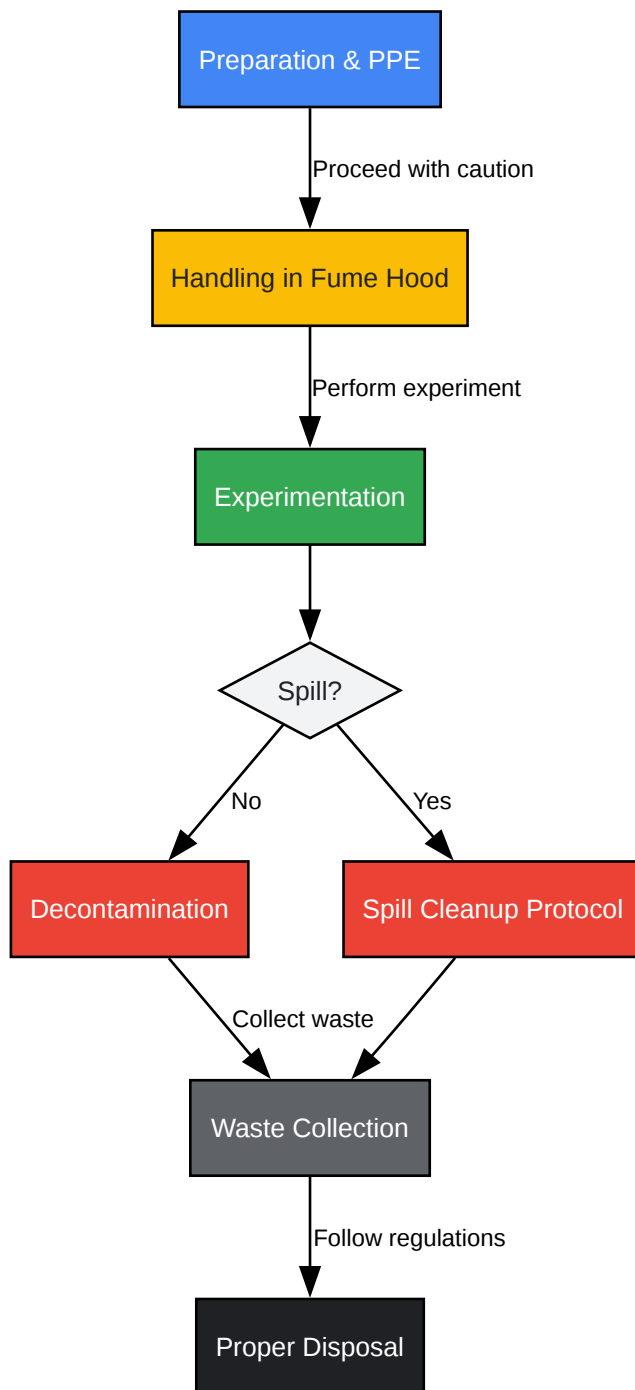 Preparation & PPE
Proceed with caution
Handling in Fume Hood
Perform experiment
Experimentation
Spill?
No
Yes
Decontamination
Spill Cleanup Protocol
Collect waste
Waste Collection
Follow regulations
Proper Disposal